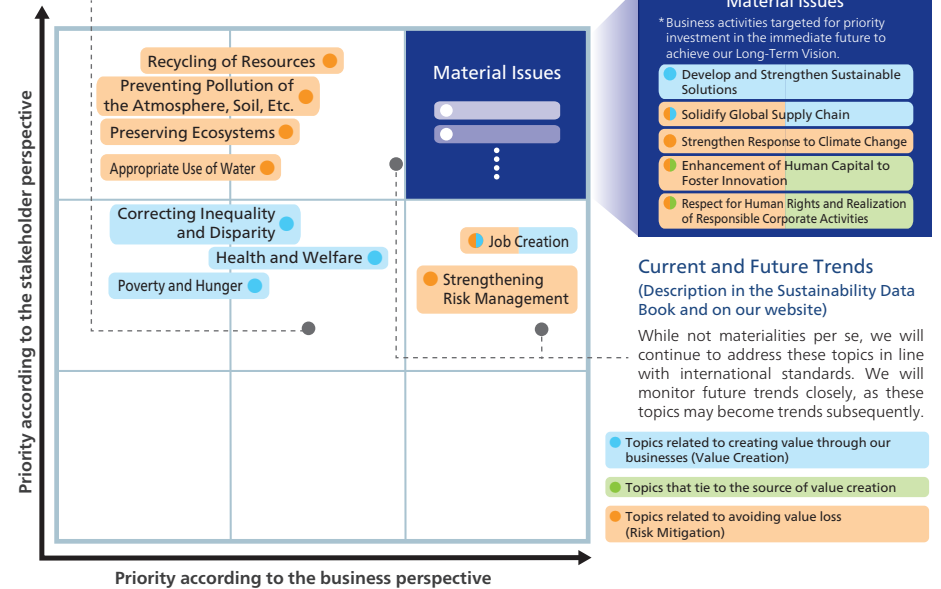 Priority according to the stakeholder perspective
Recycling of Resources
Preventing Pollution of
the Atmosphere, Soil, Etc.
Preserving Ecosystems
Appropriate Use of Water
Material Issues
Correcting Inequality
and Disparity
Health and Welfare
Poverty and Hunger
Job Creation
Strengthening
Risk Management
Priority according to the business perspective
Material Issues
*Business activities targeted for priority
investment in the immediate future to
achieve our Long-Term Vision.
Develop and Strengthen Sustainable
Solutions
Solidify Global Supply Chain
Strengthen Response to Climate Change
Enhancement of Human Capital to
Foster Innovation
Respect for Human Rights and Realization
of Responsible Corporate Activities
Current and Future Trends
(Description in the Sustainability Data
Book and on our website)
While not materialities per se, we will
continue to address these topics in line
with international standards. We will
monitor future trends closely, as these
topics may become trends subsequently.
Topics related to creating value through our
businesses (Value Creation)
Topics that tie to the source of value creation
Topics related to avoiding value loss
(Risk Mitigation)